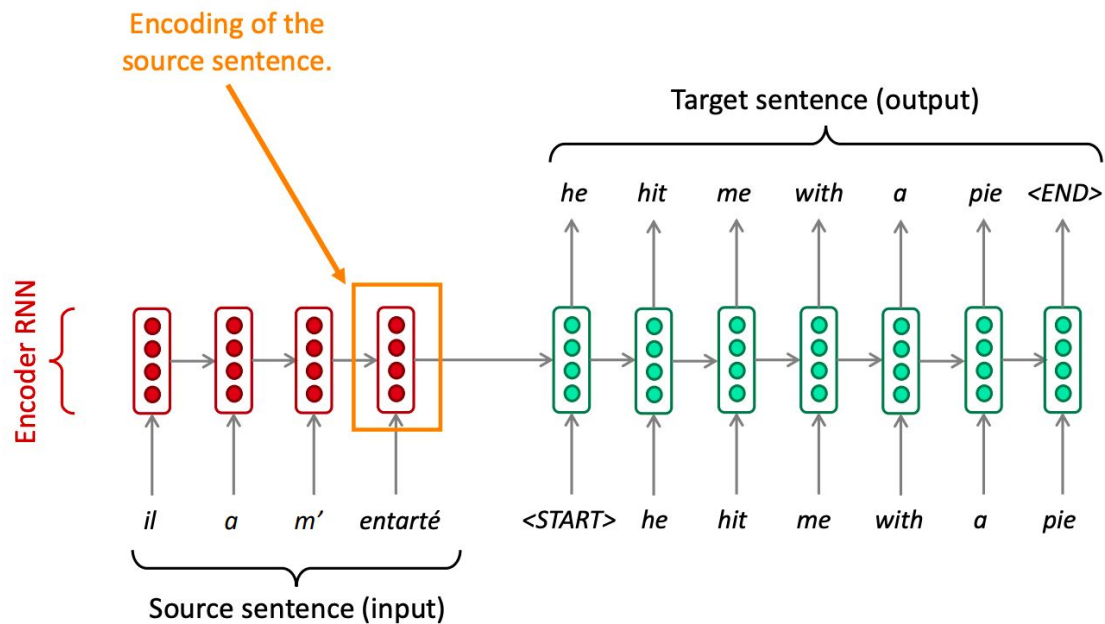 Encoding of the
source sentence.
Target sentence (output)
he hit me with a pie <END>
Encoder RNN
il a m’ entarté <START> he hit me with a pie
Source sentence (input)